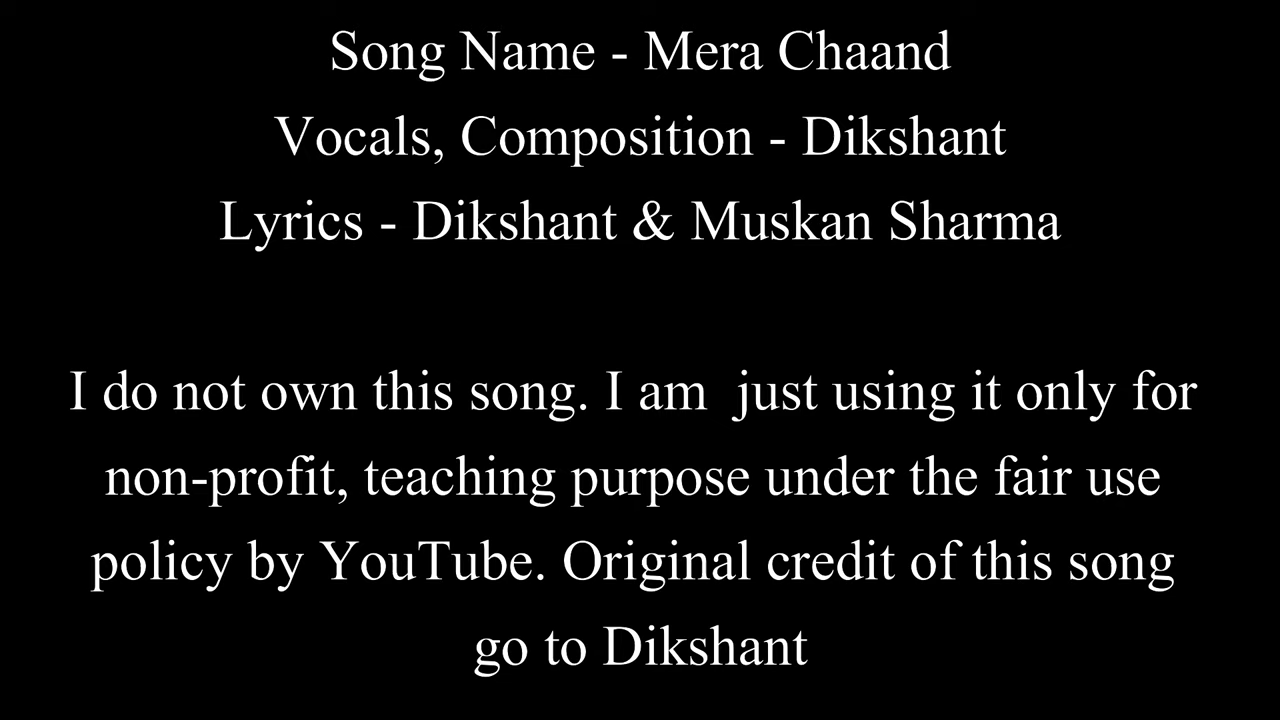 Song Name - Mera Chaand
Vocals, Composition - Dikshant
Lyrics - Dikshant & Muskan Sharma
I do not own this song. I am  just using it only for
non-profit, teaching purpose under the fair use
policy by YouTube. Original credit of this song
go to Dikshant